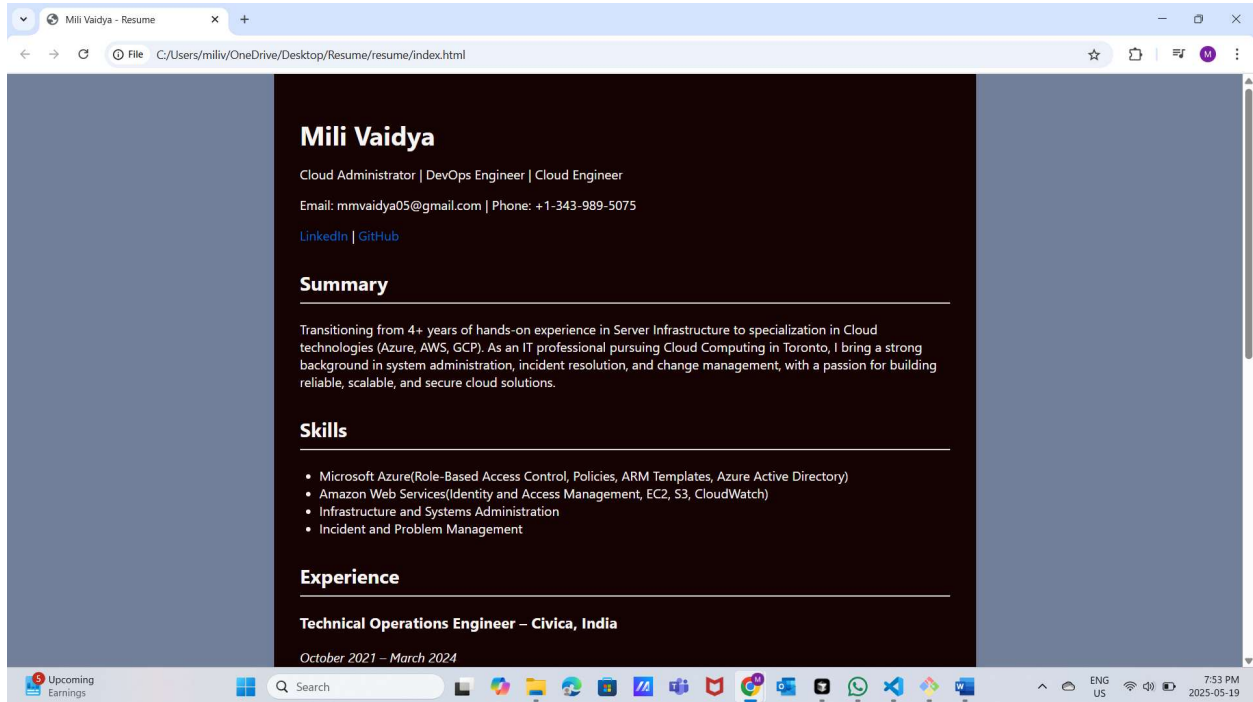 Mili Vaidya - Resume
File C:/Users/miliv/OneDrive/Desktop/Resume/resume/index.html
M
Mili Vaidya
Cloud Administrator | DevOps Engineer | Cloud Engineer
Email: mmvaidya05@gmail.com | Phone: +1-343-989-5075
LinkedIn | GitHub
Summary
Transitioning from 4+ years of hands-on experience in Server Infrastructure to specialization in Cloud
technologies (Azure, AWS, GCP). As an IT professional pursuing Cloud Computing in Toronto, I bring a strong
background in system administration, incident resolution, and change management, with a passion for building
reliable, scalable, and secure cloud solutions.
Skills
• Microsoft Azure(Role-Based Access Control, Policies, ARM Templates, Azure Active Directory)
• Amazon Web Services(Identity and Access Management, EC2, S3, CloudWatch)
• Infrastructure and Systems Administration
• Incident and Problem Management
Experience
Technical Operations Engineer – Civica, India
October 2021 – March 2024
5
Upcoming
Earnings
Search
ENG
US
7:53 PM
2025-05-19